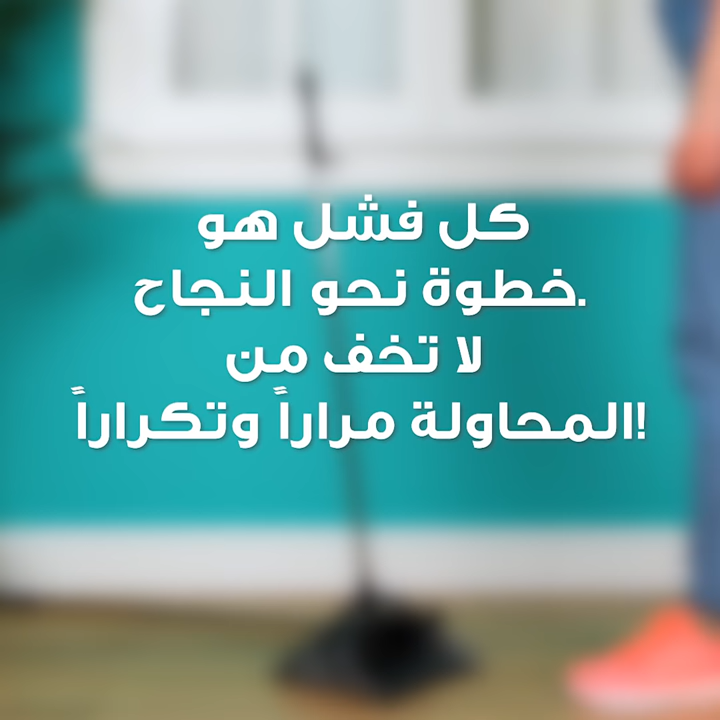 كل فشل هو
.خطوة نحو النجاح
لا تخف من
!المحاولة مراراً وتكراراً